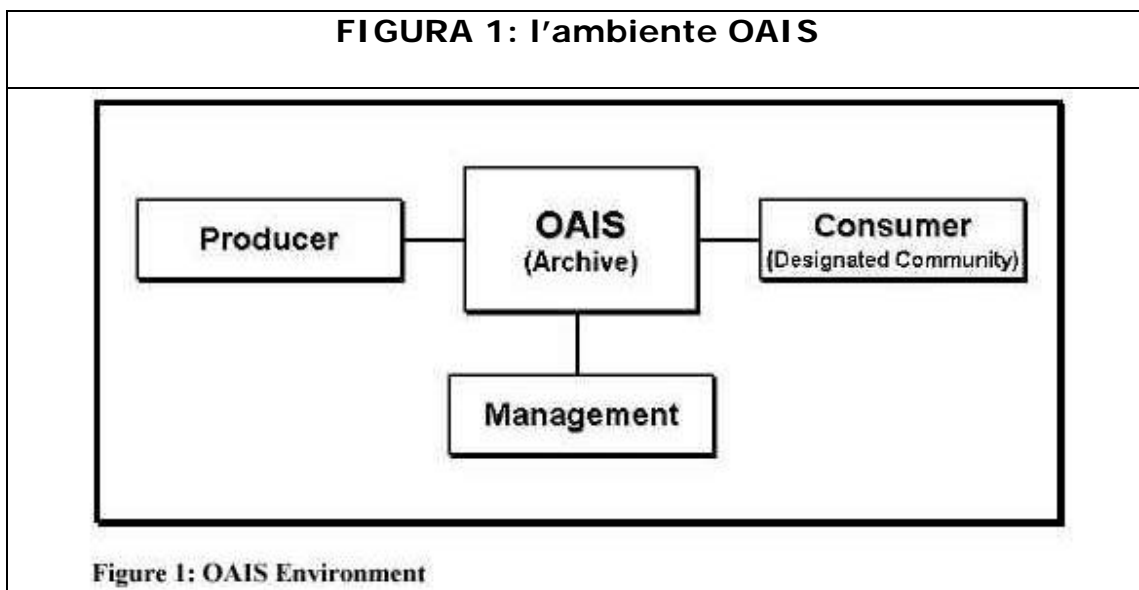 FIGURA 1: l’ambiente OAIS
Producer
OAIS
(Archive)
Consumer
(Designated Community)
Management
Figure 1: OAIS Environment